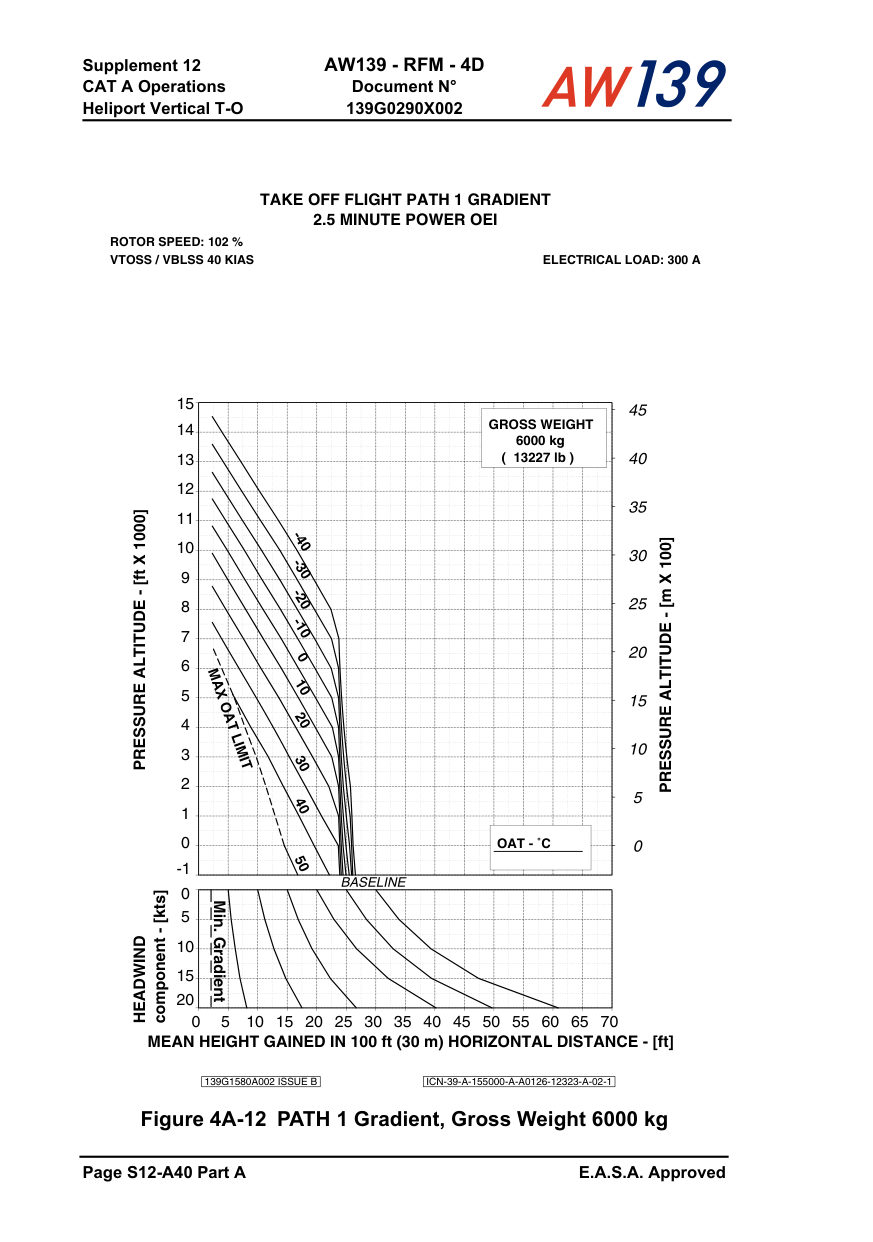 Supplement 12
CAT A Operations
Heliport Vertical T-O
AW139 - RFM - 4D
Document N°
139G0290X002
AW139
TAKE OFF FLIGHT PATH 1 GRADIENT
2.5 MINUTE POWER OEI
ROTOR SPEED: 102 %
VTOSS / VBLSS 40 KIAS
ELECTRICAL LOAD: 300 A
GROSS WEIGHT
6000 kg
( 13227 lb )
PRESSURE ALTITUDE - [ft X 1000]
15
14
13
12
11
10
9
8
7
6
5
4
3
2
1
0
-1
-40
-30
-20
-10
0
10
20
30
40
50
MAX OAT LIMIT
45
40
35
30
25
20
15
10
5
0
PRESSURE ALTITUDE - [m X 100]
OAT - °C
BASELINE
HEADWIND
component - [kts]
0
5
10
15
20
Min. Gradient
0 5 10 15 20 25 30 35 40 45 50 55 60 65 70
MEAN HEIGHT GAINED IN 100 ft (30 m) HORIZONTAL DISTANCE - [ft]
139G1580A002 ISSUE B
ICN-39-A-155000-A-A0126-12323-A-02-1
Figure 4A-12 PATH 1 Gradient, Gross Weight 6000 kg
Page S12-A40 Part A
E.A.S.A. Approved